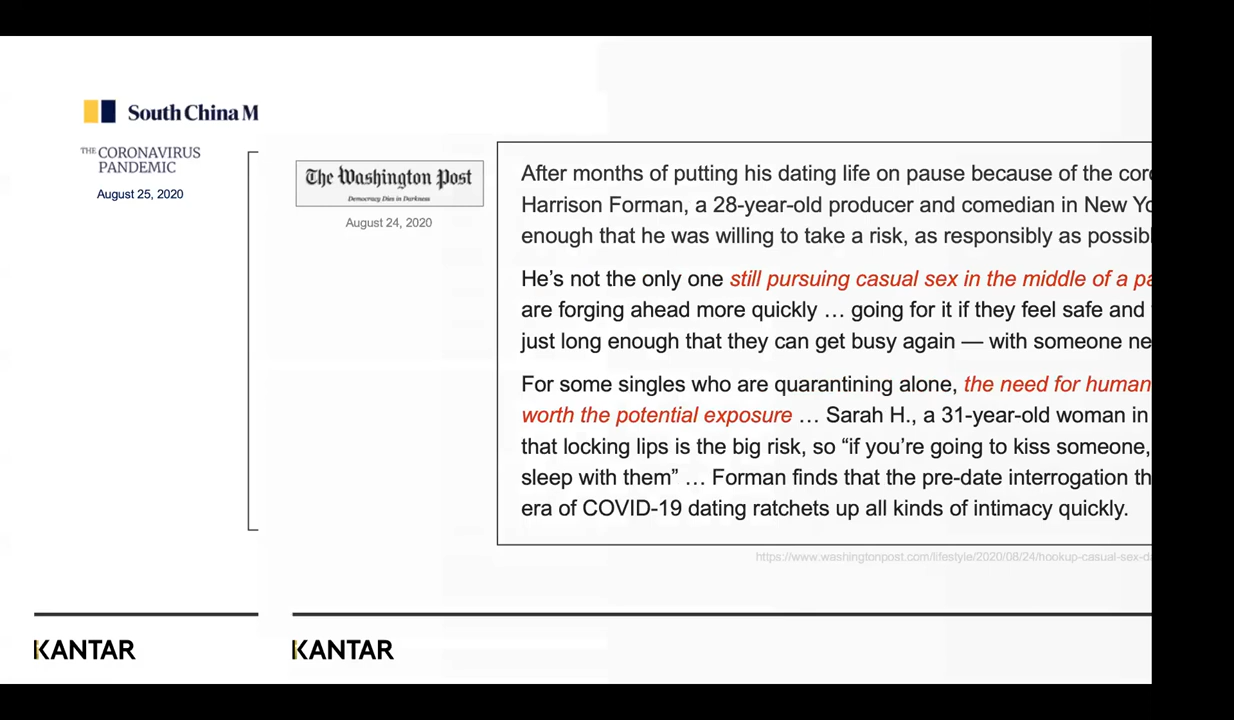 South China M
THE CORONAVIRUS
PANDEMIC
August 25, 2020
KANTAR
The Washington Post
Democracy Dies in Darkness
August 24, 2020
After months of putting his dating life on pause because of the cor
Harrison Forman, a 28-year-old producer and comedian in New Yo
enough that he was willing to take a risk, as responsibly as possibl
He’s not the only one still pursuing casual sex in the middle of a pa
are forging ahead more quickly … going for it if they feel safe and
just long enough that they can get busy again — with someone ne
For some singles who are quarantining alone, the need for human
worth the potential exposure … Sarah H., a 31-year-old woman in
that locking lips is the big risk, so “if you’re going to kiss someone,
sleep with them” … Forman finds that the pre-date interrogation th
era of COVID-19 dating ratchets up all kinds of intimacy quickly.
https://www.washingtonpost.com/lifestyle/2020/08/24/hookup-casual-sex-d
KANTAR